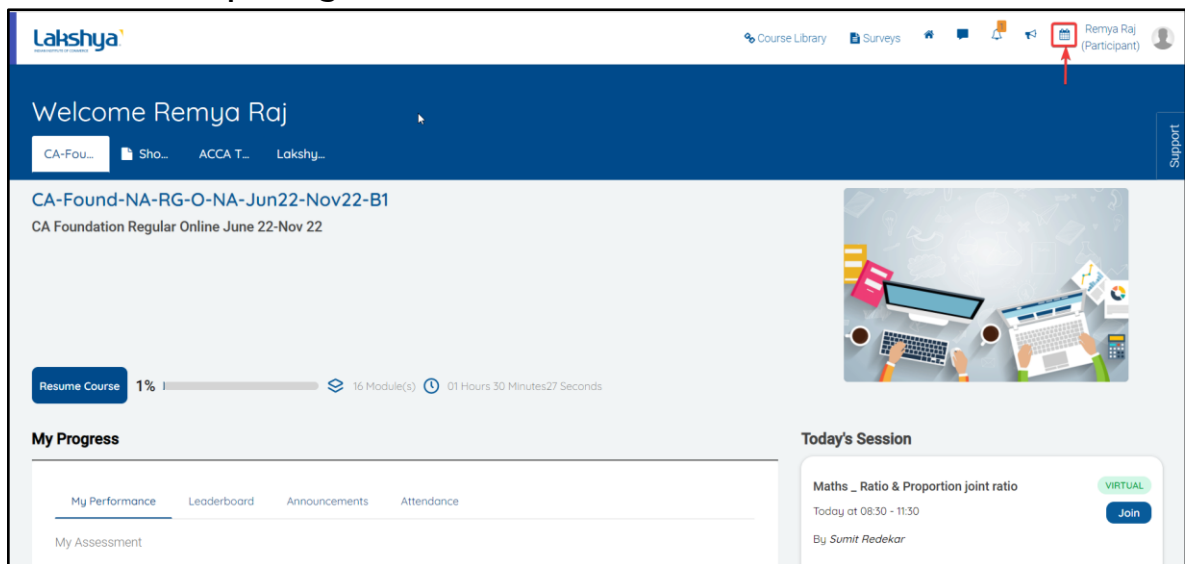 Lakshya
Course Library
Surveys
Remya Raj
(Participant)
Welcome Remya Raj
CA-Fou...
Sho...
ACCA T...
Lakshy...
Support
CA-Found-NA-RG-O-NA-Jun22-Nov22-B1
CA Foundation Regular Online June 22-Nov 22
Resume Course
1%
16 Module(s)
01 Hours 30 Minutes27 Seconds
My Progress
My Performance
Leaderboard
Announcements
Attendance
My Assessment
Today's Session
Maths _ Ratio & Proportion joint ratio
VIRTUAL
Today at 08:30 - 11:30
Join
By Sumit Redekar